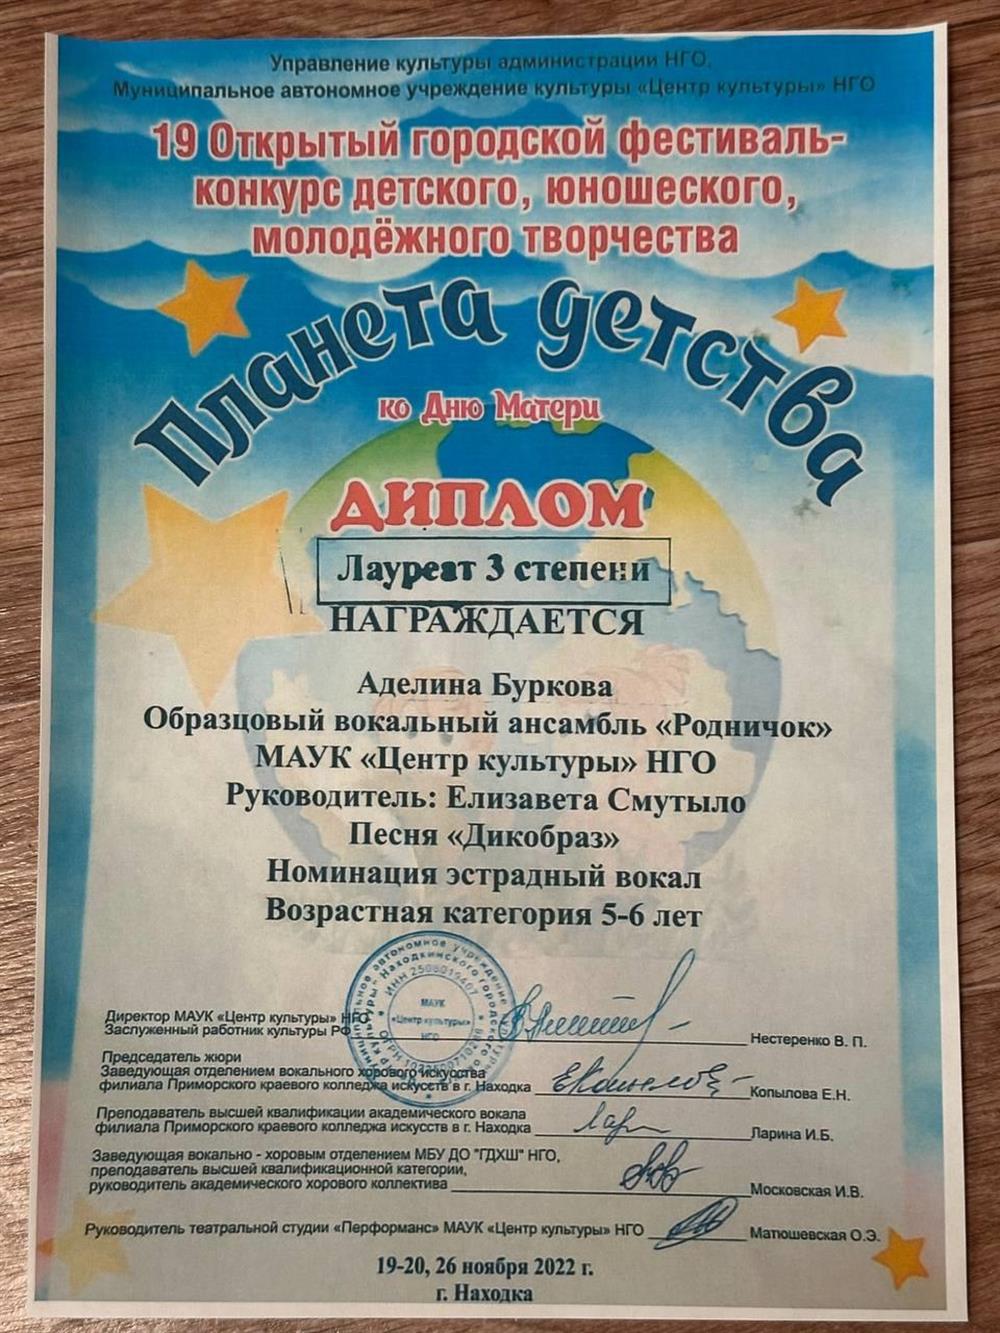 Управление культуры администрации НГО,
Муниципальное автономное учреждение культуры «Центр культуры» НГО
19 Открытый городской фестиваль-
конкурс детского, юношеского,
молодёжного творчества
Планета детства
ко Дню Матери
ДИПЛОМ
Лауреат 3 степени
НАГРАЖДАЕТСЯ
Аделина Буркова
Образцовый вокальный ансамбль «Родничок»
МАУК «Центр культуры» НГО
Руководитель: Елизавета Смутыло
Песня «Дикобраз»
Номинация эстрадный вокал
Возрастная категория 5-6 лет
МАУК
«Центр культуры»
НГО
Директор МАУК «Центр культуры» НГО
Заслуженный работник культуры РФ
Нестеренко В. П.
Председатель жюри
Заведующая отделением вокального хорового искусства
филиала Приморского краевого колледжа искусств в г. Находка
Копылова Е.Н.
Преподаватель высшей квалификации академического вокала
филиала Приморского краевого колледжа искусств в г. Находка
Ларина И.Б.
Заведующая вокально - хоровым отделением МБУ ДО "ГДХШ" НГО,
преподаватель высшей квалификационной категории,
руководитель академического хорового коллектива
Московская И.В.
Руководитель театральной студии «Перформанс» МАУК «Центр культуры» НГО
Матюшевская О.Э.
19-20, 26 ноября 2022 г.
г. Находка